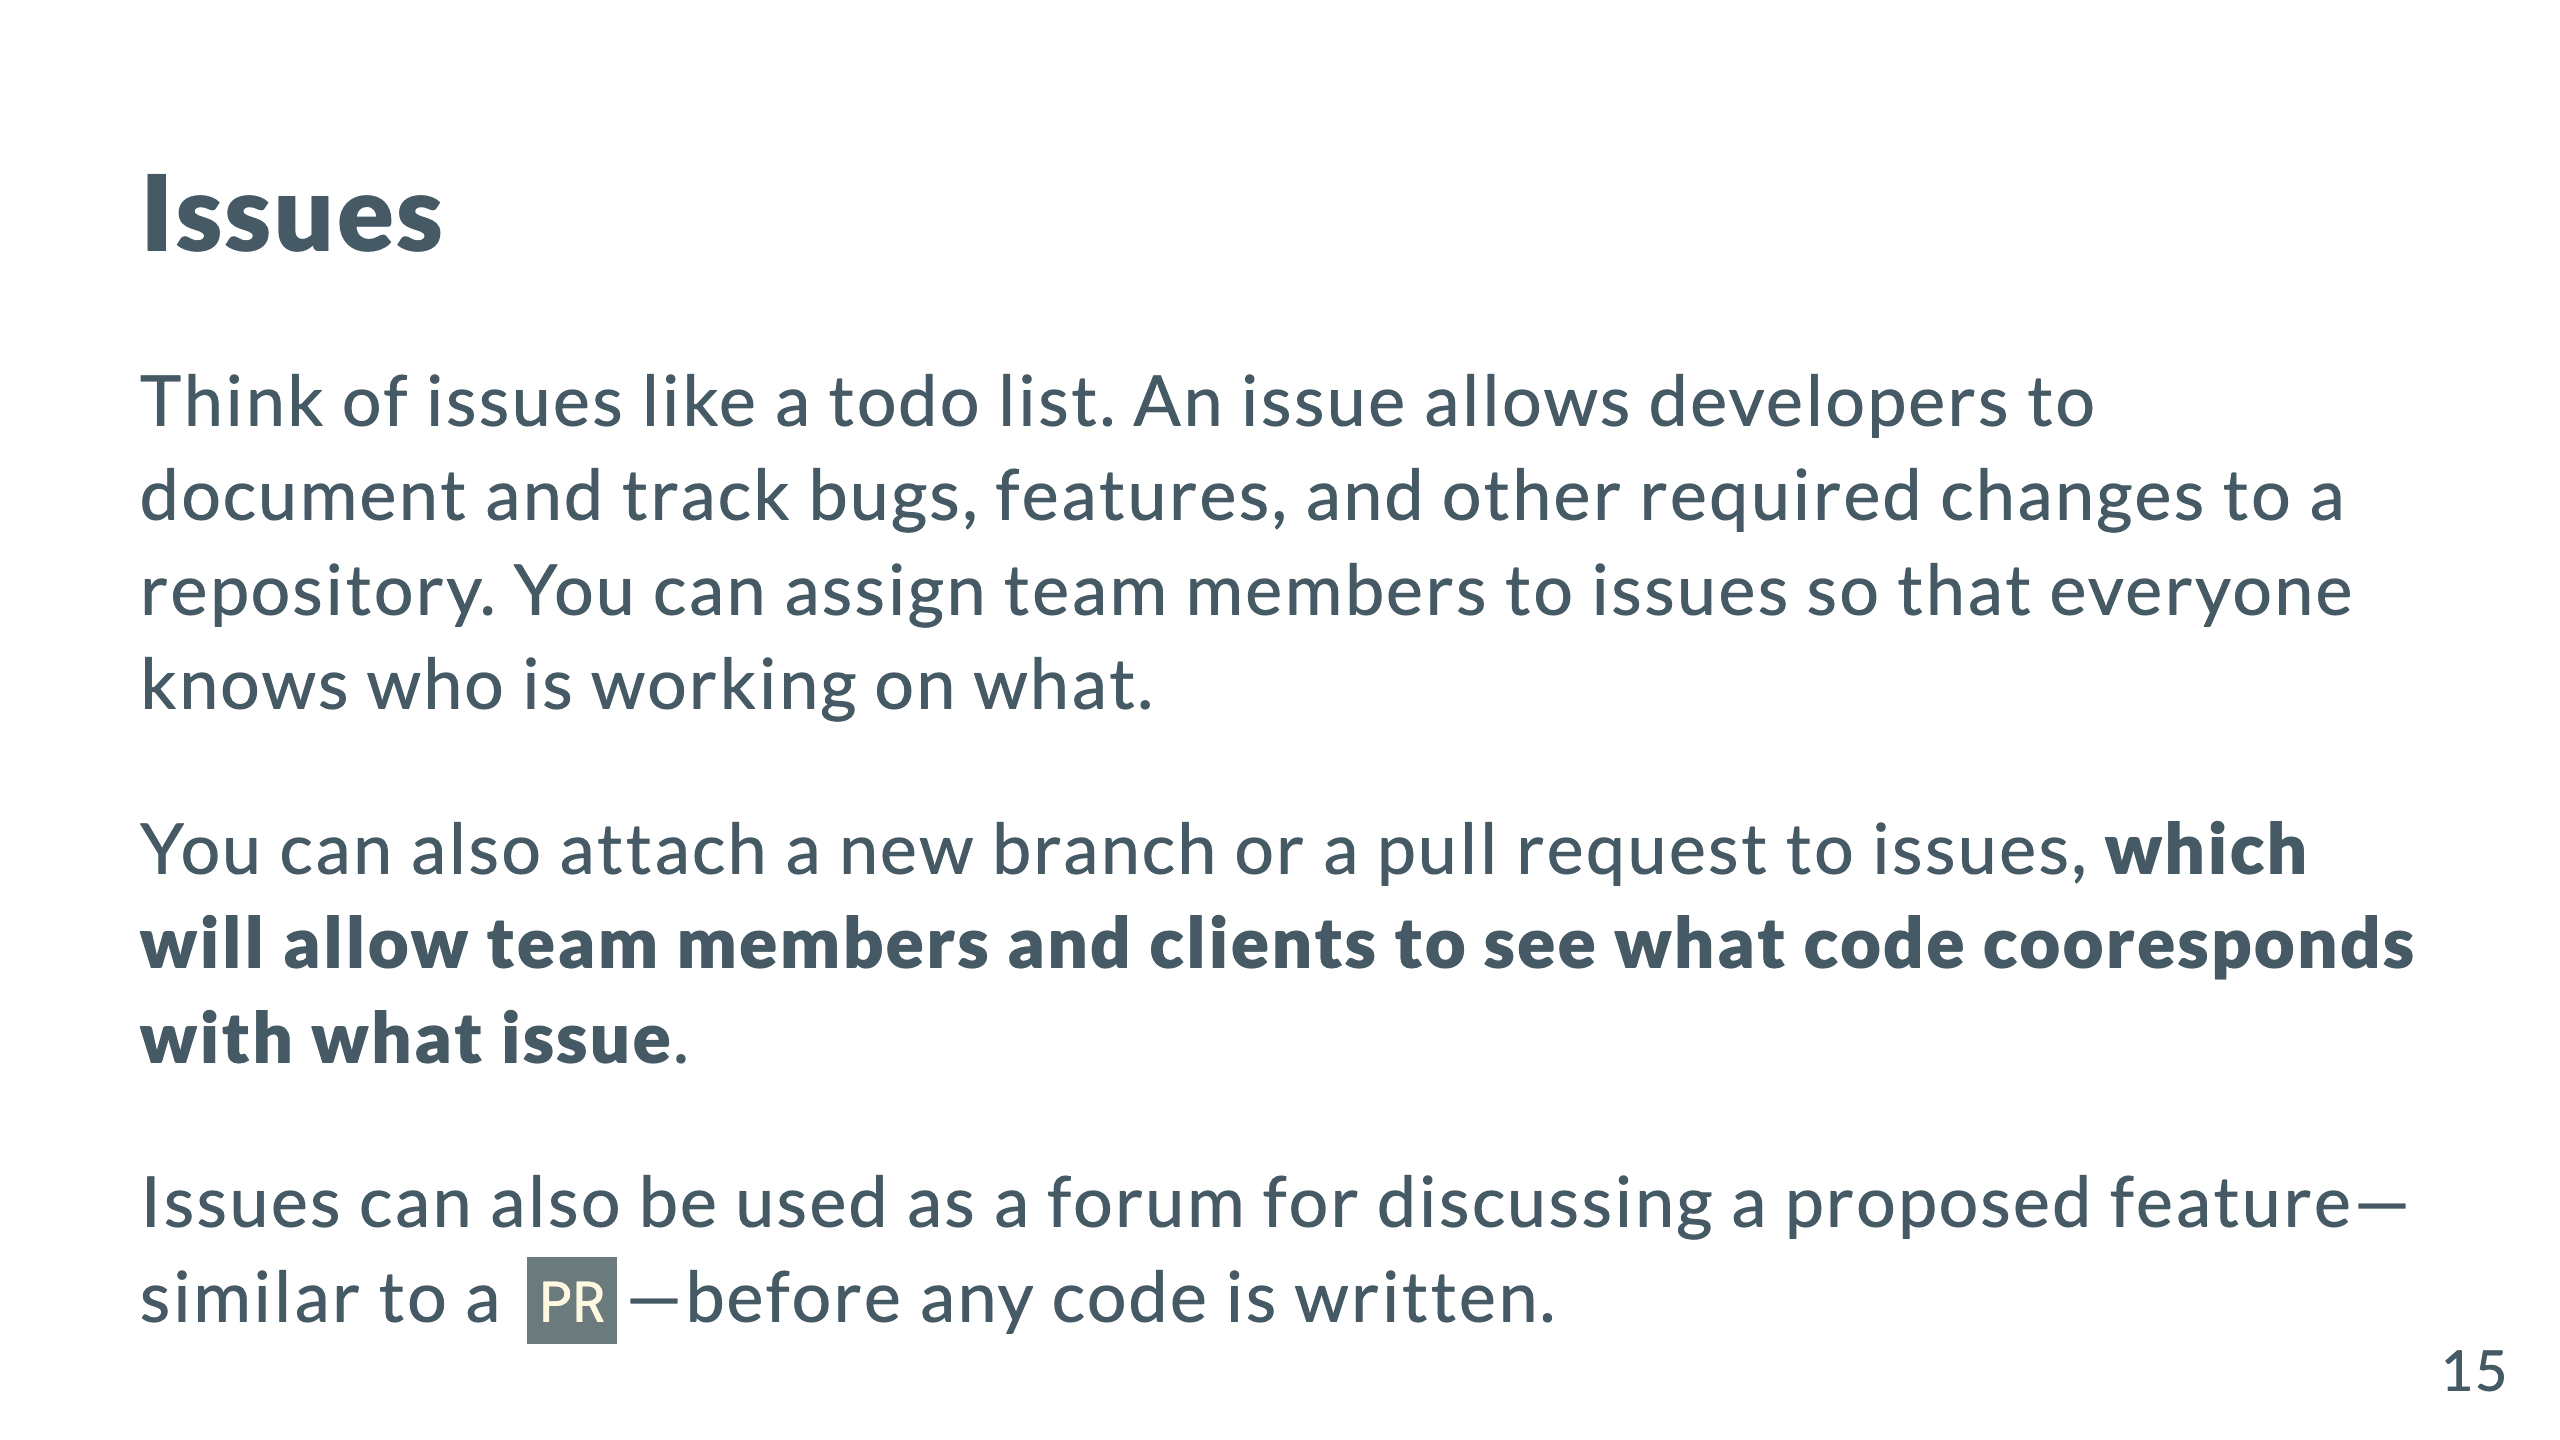 Issues
Think of issues like a todo list. An issue allows developers to
document and track bugs, features, and other required changes to a
repository. You can assign team members to issues so that everyone
knows who is working on what.
You can also attach a new branch or a pull request to issues, which
will allow team members and clients to see what code cooresponds
with what issue.
Issues can also be used as a forum for discussing a proposed feature—
similar to a PR—before any code is written.
15